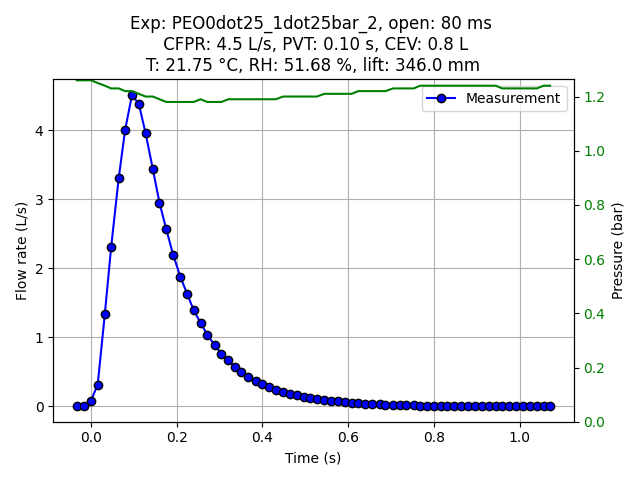 Exp: PEO0dot25_1dot25bar_2, open: 80 ms
CFPR: 4.5 L/s, PVT: 0.10 s, CEV: 0.8 L
T: 21.75 °C, RH: 51.68 %, lift: 346.0 mm
Measurement
Flow rate (L/s)
4
3
2
1
0
1.2
1.0
0.8
0.6
0.4
0.2
0.0
Pressure (bar)
0.0 0.2 0.4 0.6 0.8 1.0
Time (s)